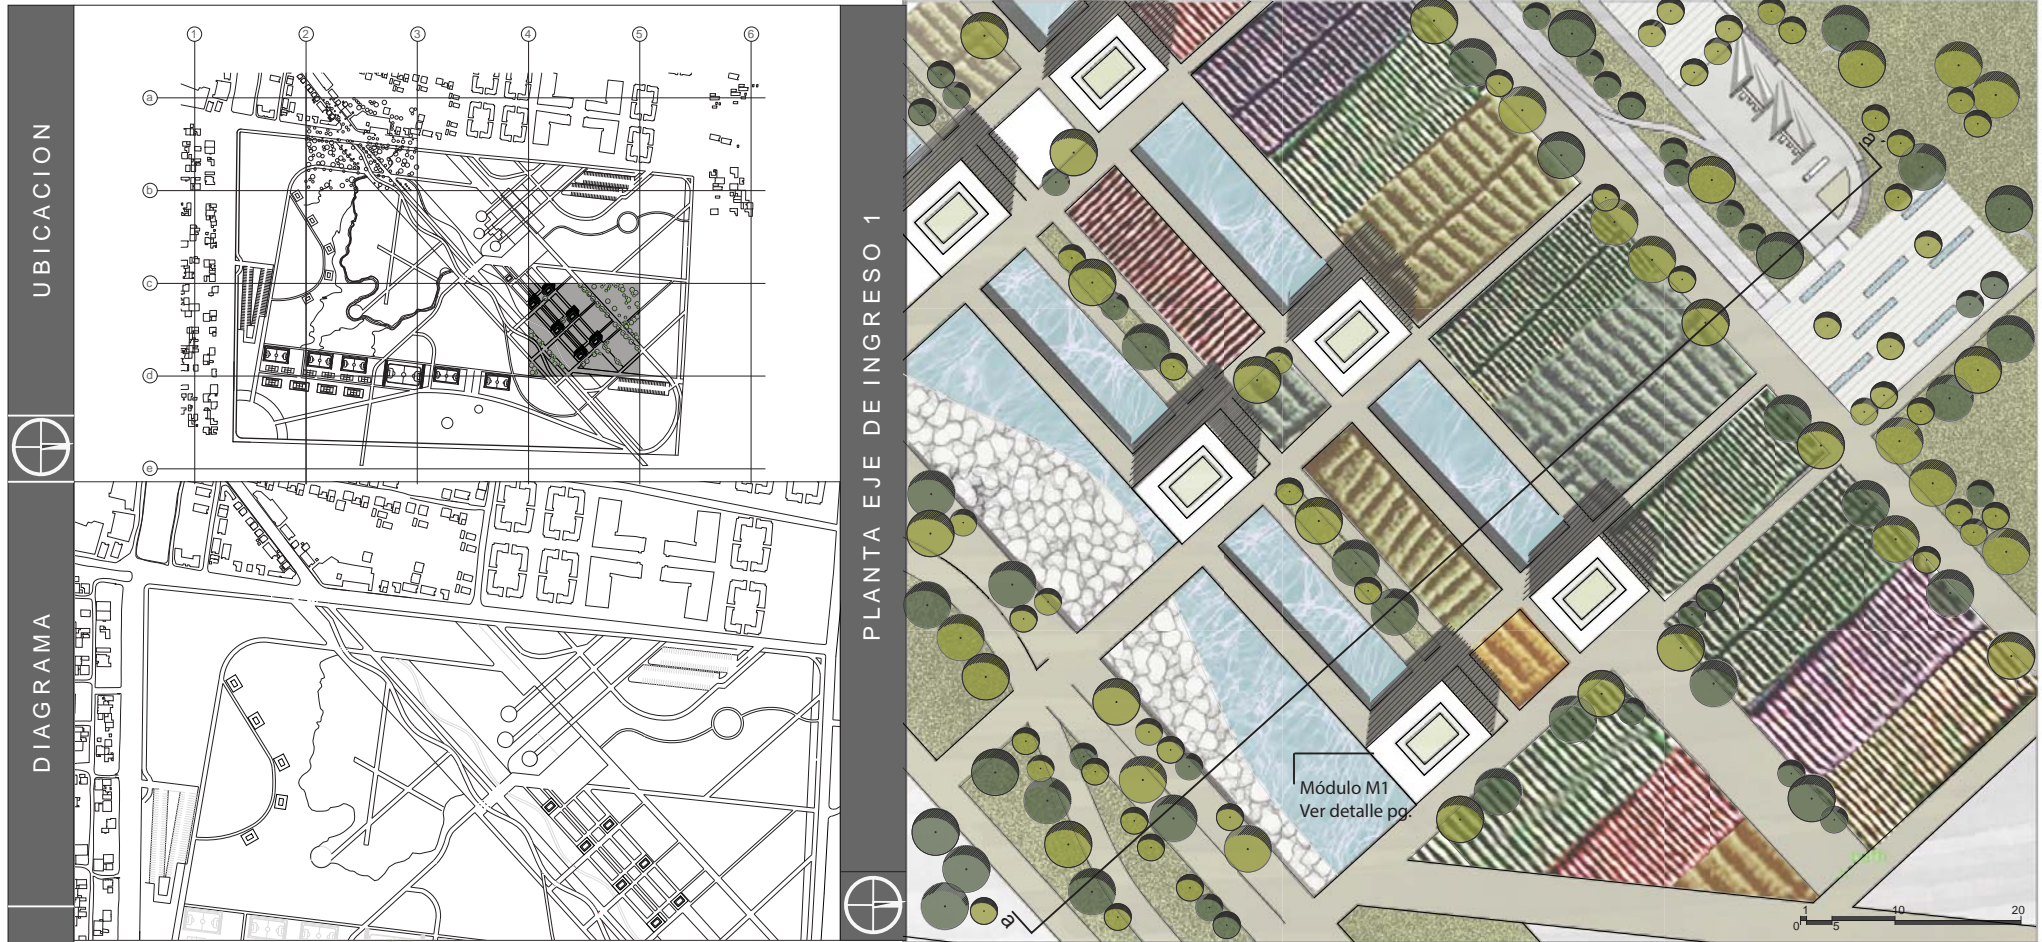 UBICACION
1 2 3 4 5 6
a
b
c
d
e
DIAGRAMA
PLANTA EJE DE INGRESO 1
a
Módulo M1
Ver detalle pg.
a
1 10 20
0 5